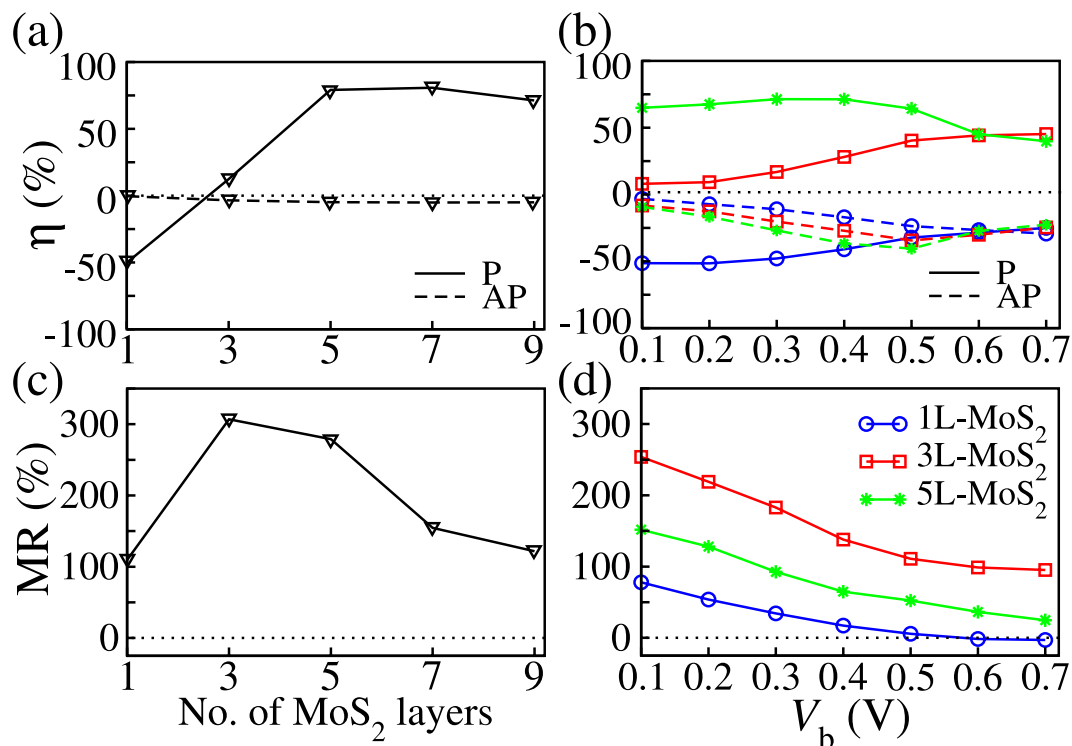 (a)
(b)
η (%)
100
50
0
-50
-100
P
AP
1 3 5 7 9
100
50
0
-50
-100
P
AP
0.1 0.2 0.3 0.4 0.5 0.6 0.7
(c)
(d)
MR (%)
300
200
100
0
1 3 5 7 9
No. of MoS₂ layers
300
200
100
0
1L-MoS₂
3L-MoS₂
5L-MoS₂
0.1 0.2 0.3 0.4 0.5 0.6 0.7
V_b (V)